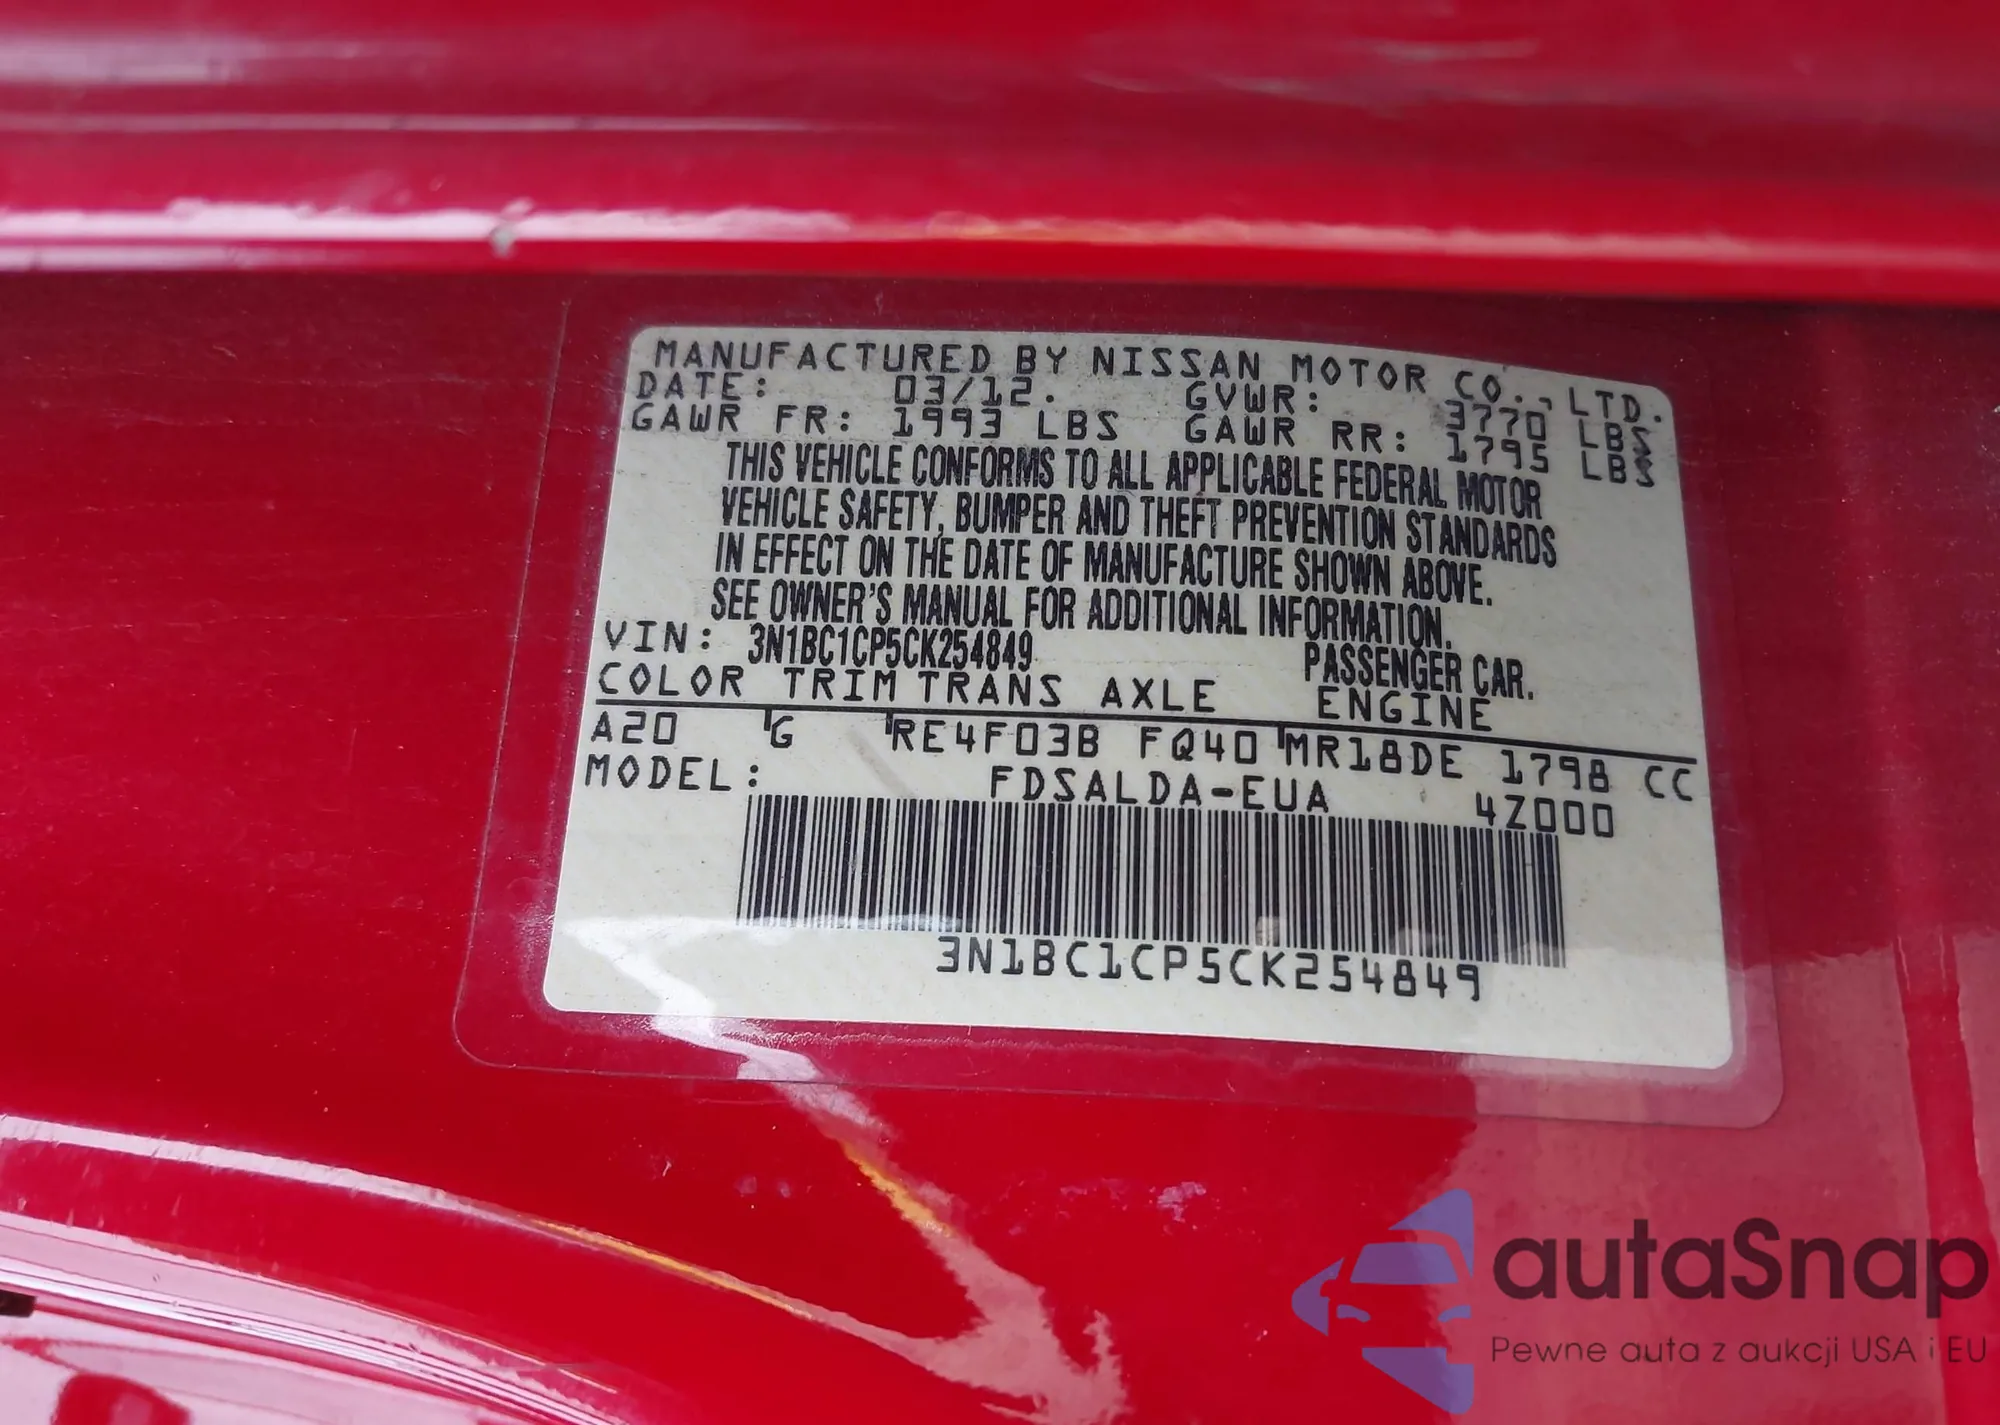 MANUFACTURED BY NISSAN MOTOR CO., LTD.
DATE: 03/12. GVWR: 3770 LBS
GAWR FR: 1993 LBS GAWR RR: 1795 LBS
THIS VEHICLE CONFORMS TO ALL APPLICABLE FEDERAL MOTOR
VEHICLE SAFETY, BUMPER AND THEFT PREVENTION STANDARDS
IN EFFECT ON THE DATE OF MANUFACTURE SHOWN ABOVE.
SEE OWNER'S MANUAL FOR ADDITIONAL INFORMATION.
VIN: 3N1BC1CP5CK254849 PASSENGER CAR.
COLOR TRIM TRANS AXLE ENGINE
A20 G RE4F03B FQ40 MR18DE 1798 CC
MODEL: FDSALDA-EUA 4Z000
3N1BC1CP5CK254849
autaSnap
Pewne auta z aukcji USA i EU